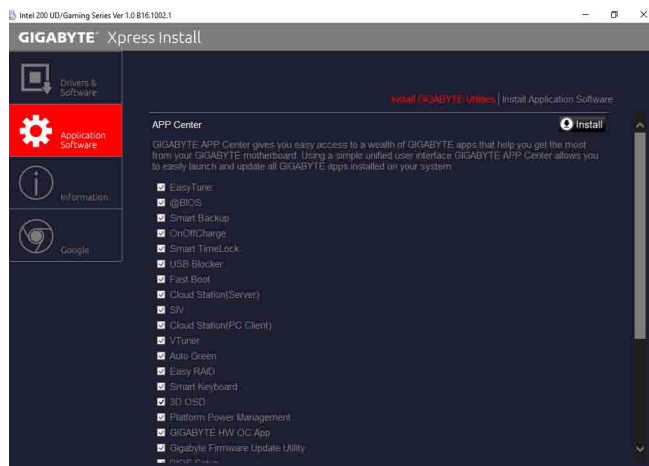 Intel 200 UD/Gaming Series Ver 1.0 B16.1002.1
GIGABYTE Xpress Install
Drivers &
Software
Application
Software
Information
Google
Install GIGABYTE Utilities | Install Application Software
APP Center
Install
GIGABYTE APP Center gives you easy access to a wealth of GIGABYTE apps that help you get the most
from your GIGABYTE motherboard. Using a simple unified user interface GIGABYTE APP Center allows you
to easily launch and update all GIGABYTE apps installed on your system
EasyTune
@BIOS
Smart Backup
OnOffCharge
Smart TimeLock
USB Blocker
Fast Boot
Cloud Station(Server)
SIV
Cloud Station(PC Client)
VTuner
Auto Green
Easy RAID
Smart Keyboard
3D OSD
Platform Power Management
GIGABYTE HW OC App
Gigabyte Firmware Update Utility
BIOS Setup